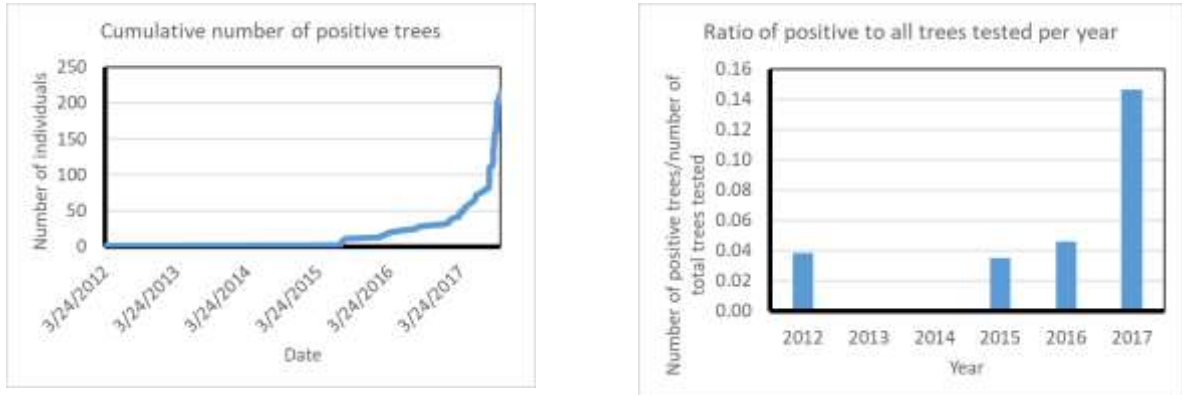 Cumulative number of positive trees
Number of individuals
250
200
150
100
50
0
3/24/2012
3/24/2013
3/24/2014
3/24/2015
3/24/2016
3/24/2017
Date
Ratio of positive to all trees tested per year
Number of positive trees/number of
total trees tested
0.16
0.14
0.12
0.10
0.08
0.06
0.04
0.02
0.00
2012 2013 2014 2015 2016 2017
Year